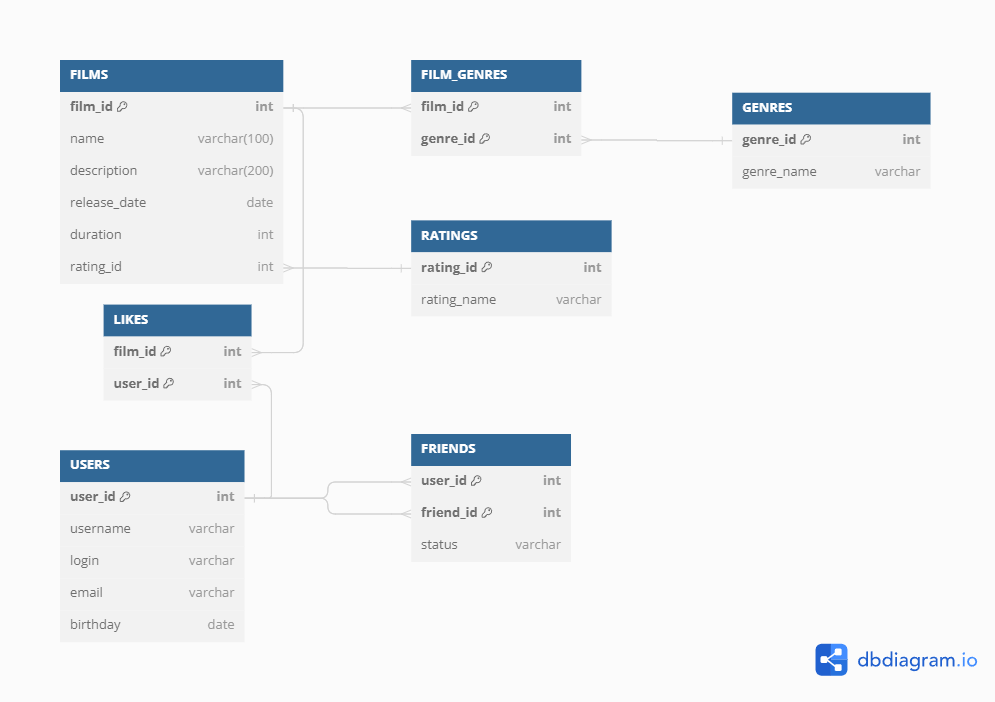 FILMS
film_id int
name varchar(100)
description varchar(200)
release_date date
duration int
rating_id int
FILM_GENRES
film_id int
genre_id int
GENRES
genre_id int
genre_name varchar
RATINGS
rating_id int
rating_name varchar
LIKES
film_id int
user_id int
USERS
user_id int
username varchar
login varchar
email varchar
birthday date
FRIENDS
user_id int
friend_id int
status varchar
dbdiagram.io